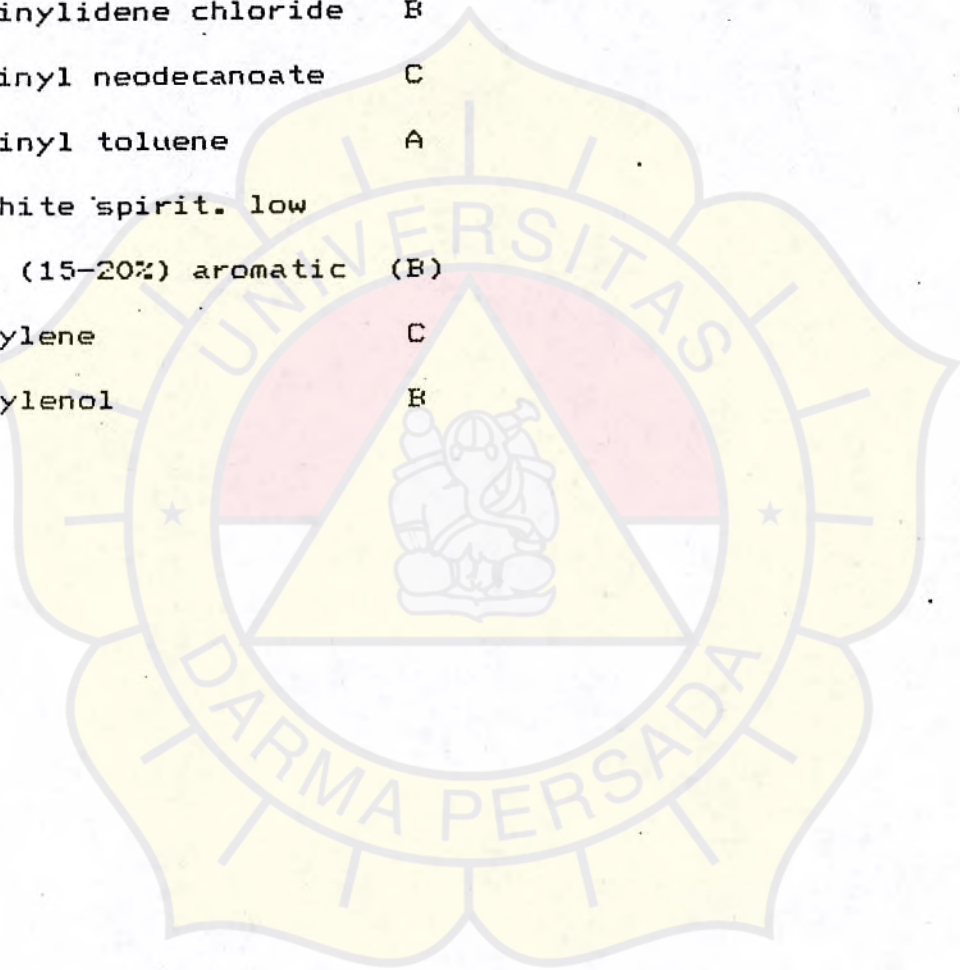 inylidene chloride B
inyl neodecanoate C
inyl toluene A
hite spirit. low
(15-20%) aromatic (B)
ylene C
ylenol B
UNIVERSITAS
DARMA PERSADA